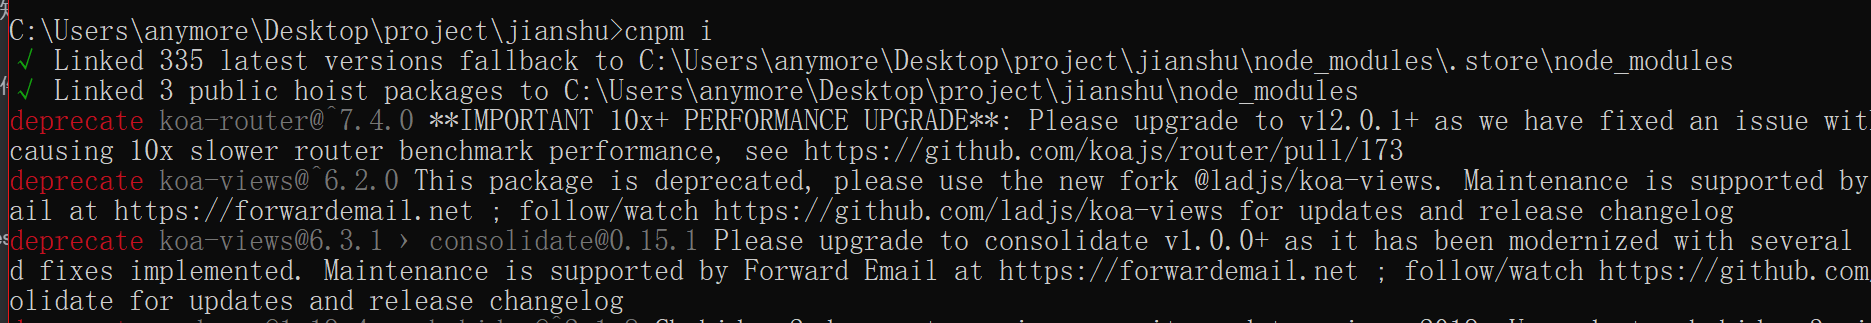 C:\Users\anymore\Desktop\project\jianshu>cnpm i
√ Linked 335 latest versions fallback to C:\Users\anymore\Desktop\project\jianshu\node_modules\.store\node_modules
√ Linked 3 public hoist packages to C:\Users\anymore\Desktop\project\jianshu\node_modules
deprecate koa-router@^7.4.0 **IMPORTANT 10x+ PERFORMANCE UPGRADE**: Please upgrade to v12.0.1+ as we have fixed an issue wit
causing 10x slower router benchmark performance, see https://github.com/koajs/router/pull/173
deprecate koa-views@^6.2.0 This package is deprecated, please use the new fork @ladjs/koa-views. Maintenance is supported by
ail at https://forwardemail.net ; follow/watch https://github.com/ladjs/koa-views for updates and release changelog
deprecate koa-views@6.3.1 › consolidate@0.15.1 Please upgrade to consolidate v1.0.0+ as it has been modernized with several
d fixes implemented. Maintenance is supported by Forward Email at https://forwardemail.net ; follow/watch https://github.com
olidate for updates and release changelog